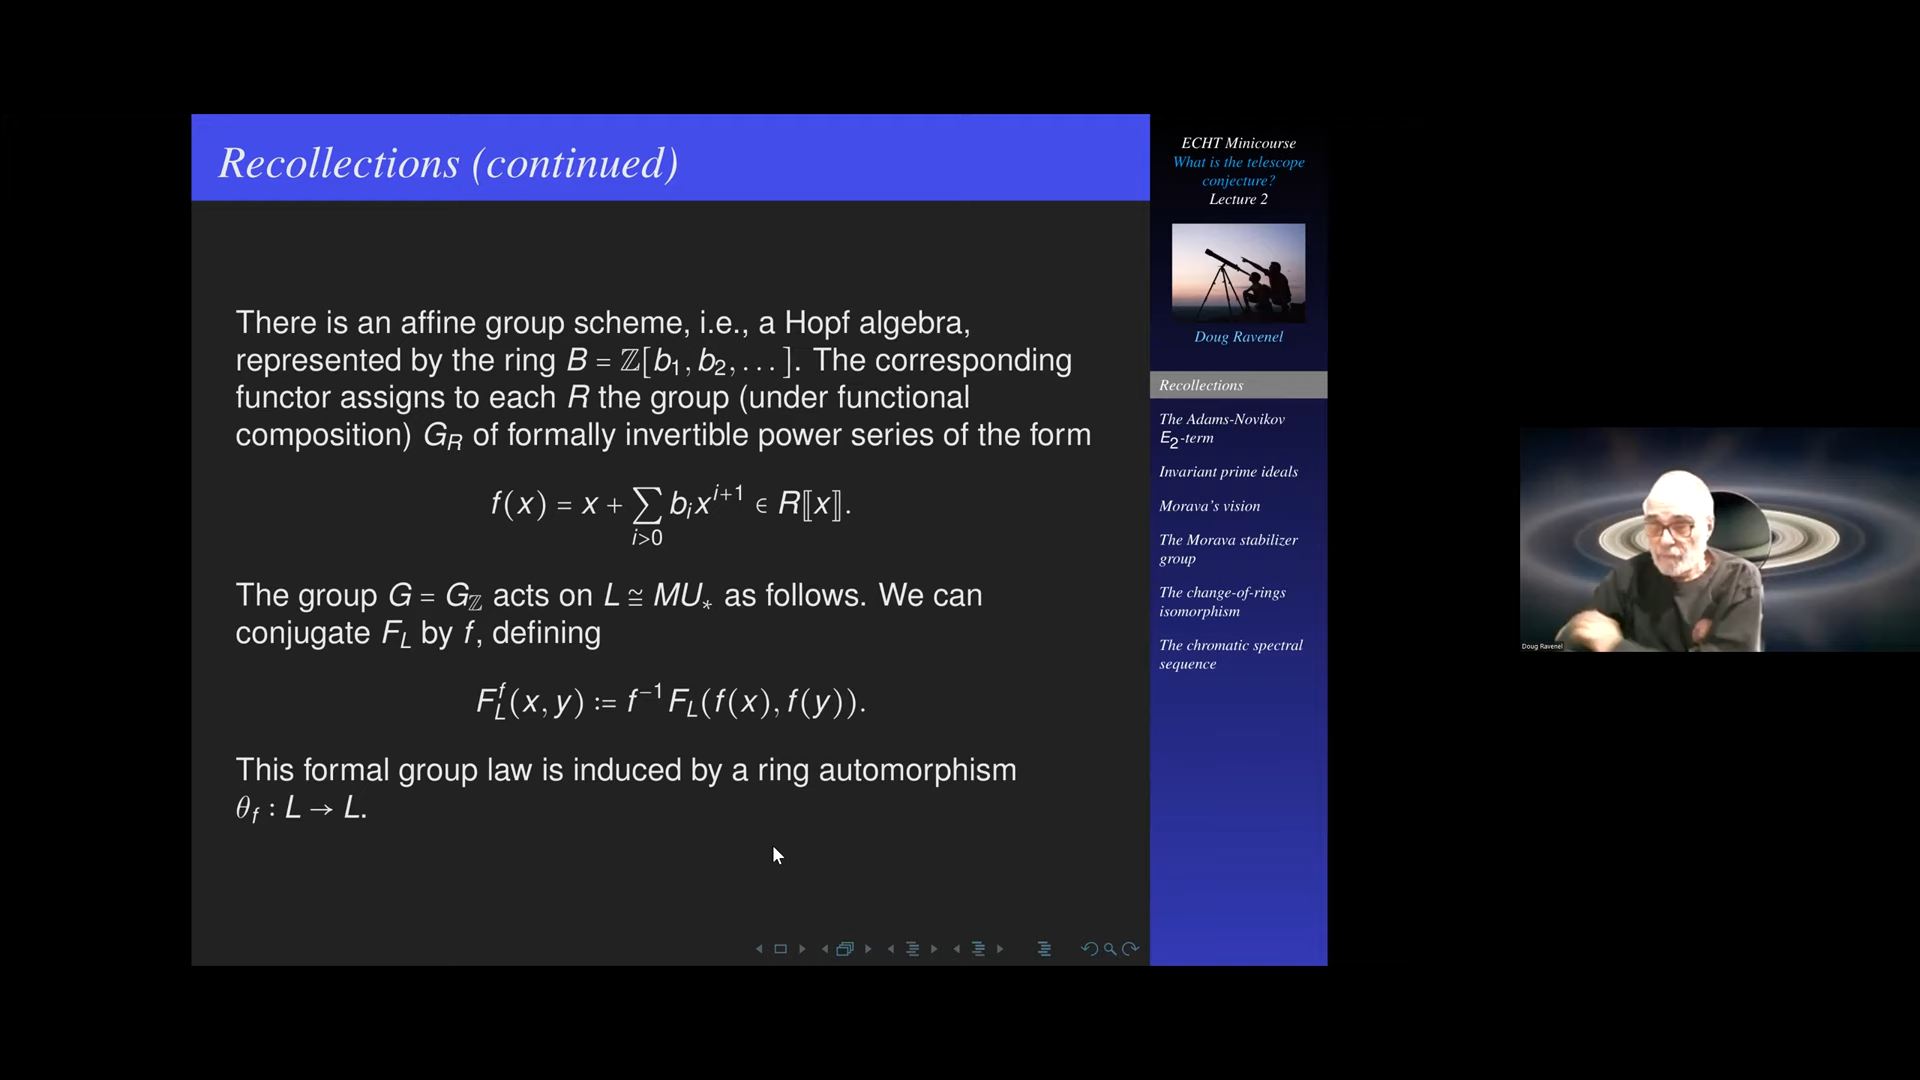 Recollections (continued)
There is an affine group scheme, i.e., a Hopf algebra,
represented by the ring B = ℤ[b₁, b₂, . . . ]. The corresponding
functor assigns to each R the group (under functional
composition) G_R of formally invertible power series of the form
f(x) = x + ∑_{i>0} b_i x^{i+1} ∈ R⟦x⟧.
The group G = G_ℤ acts on L ≅ MU_* as follows. We can
conjugate F_L by f, defining
F_L^f(x, y) := f^{−1} F_L(f(x), f(y)).
This formal group law is induced by a ring automorphism
θ_f : L → L.
ECHT Minicourse
What is the telescope
conjecture?
Lecture 2
Doug Ravenel
Recollections
The Adams-Novikov
E₂-term
Invariant prime ideals
Morava's vision
The Morava stabilizer
group
The change-of-rings
isomorphism
The chromatic spectral
sequence
Doug Ravenel